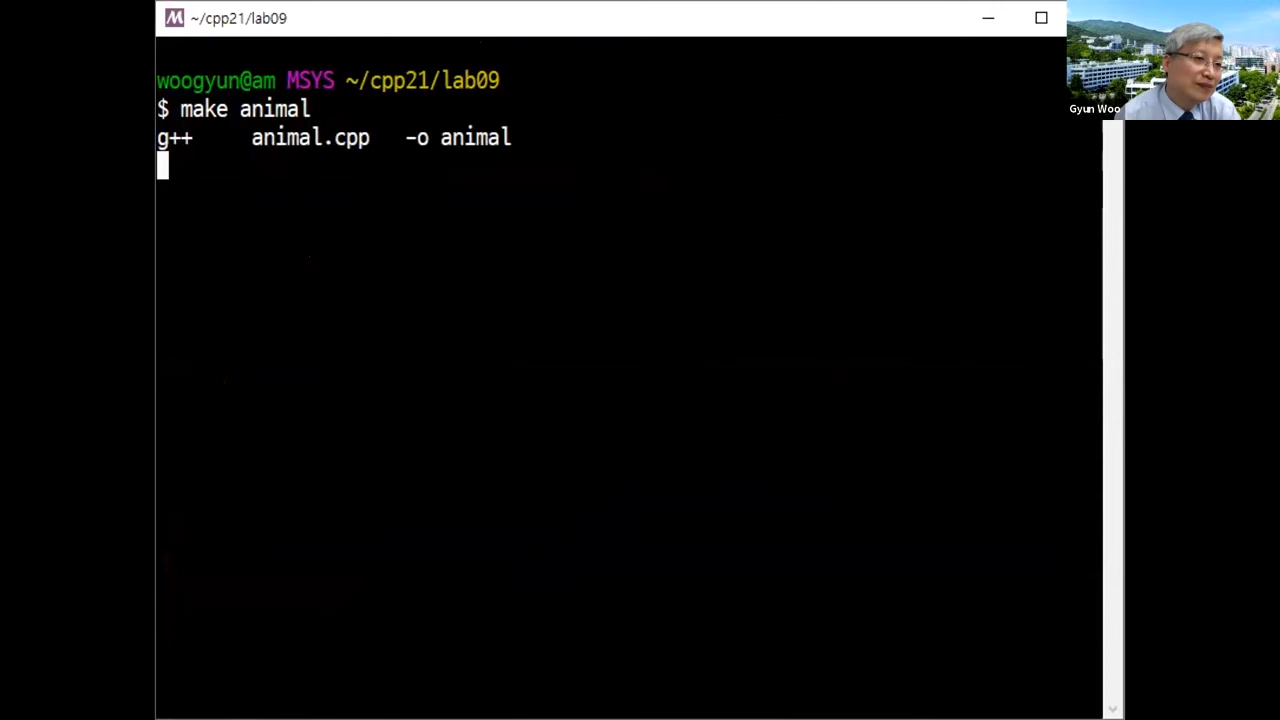 ~/cpp21/lab09
Gyun Woo
woogyun@am MSYS ~/cpp21/lab09
$ make animal
g++     animal.cpp   -o animal